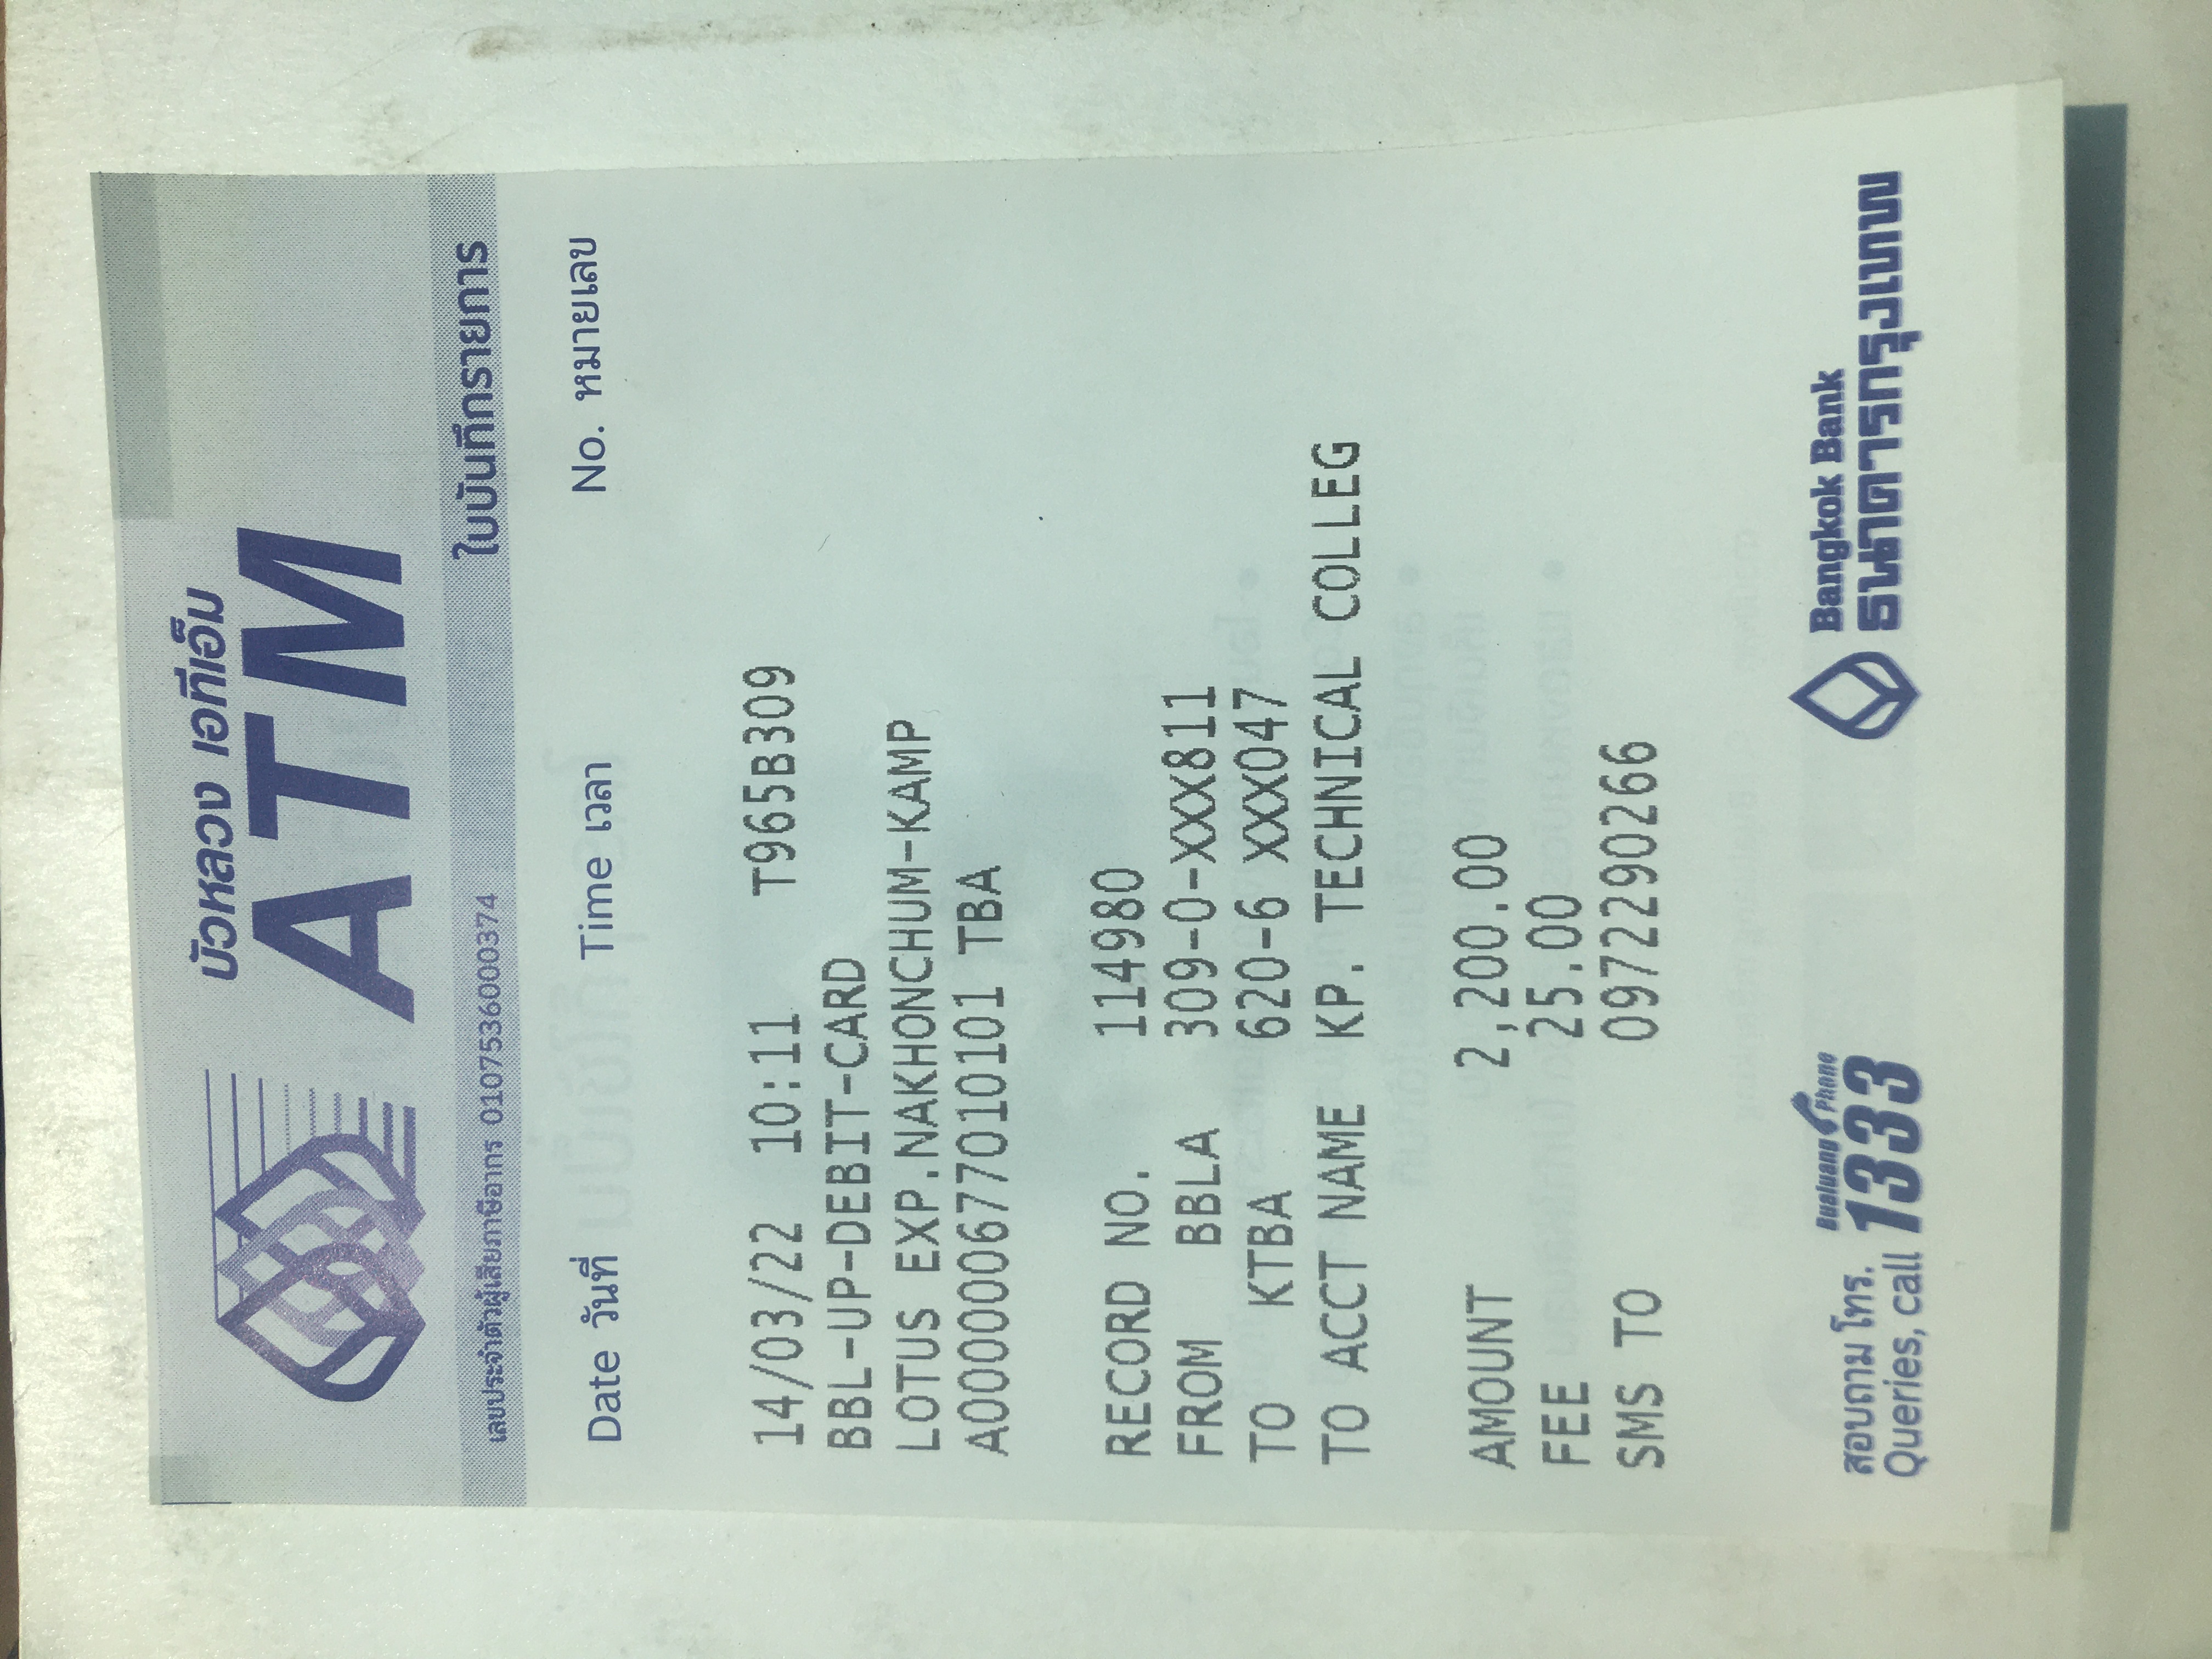 บัวหลวง เอทีเอ็ม
ATM
เลขประจำตัวผู้เสียภาษีอากร 0107536000374 ใบบันทึกรายการ
Date วันที่ Time เวลา No. หมายเลข
14/03/22 10:11 T965B309
BBL-UP-DEBIT-CARD
LOTUS EXP.NAKHONCHUM-KAMP
A000000677010101 TBA
RECORD NO. 114980
FROM BBLA 309-0-XXX811
TO KTBA 620-6 XXX047
TO ACCT NAME KP. TECHNICAL COLLEG
AMOUNT 2,200.00
FEE 25.00
SMS TO 0972290266
สอบถาม โทร. Bualuang Phone
Queries, call 1333
Bangkok Bank
ธนาคารกรุงเทพ